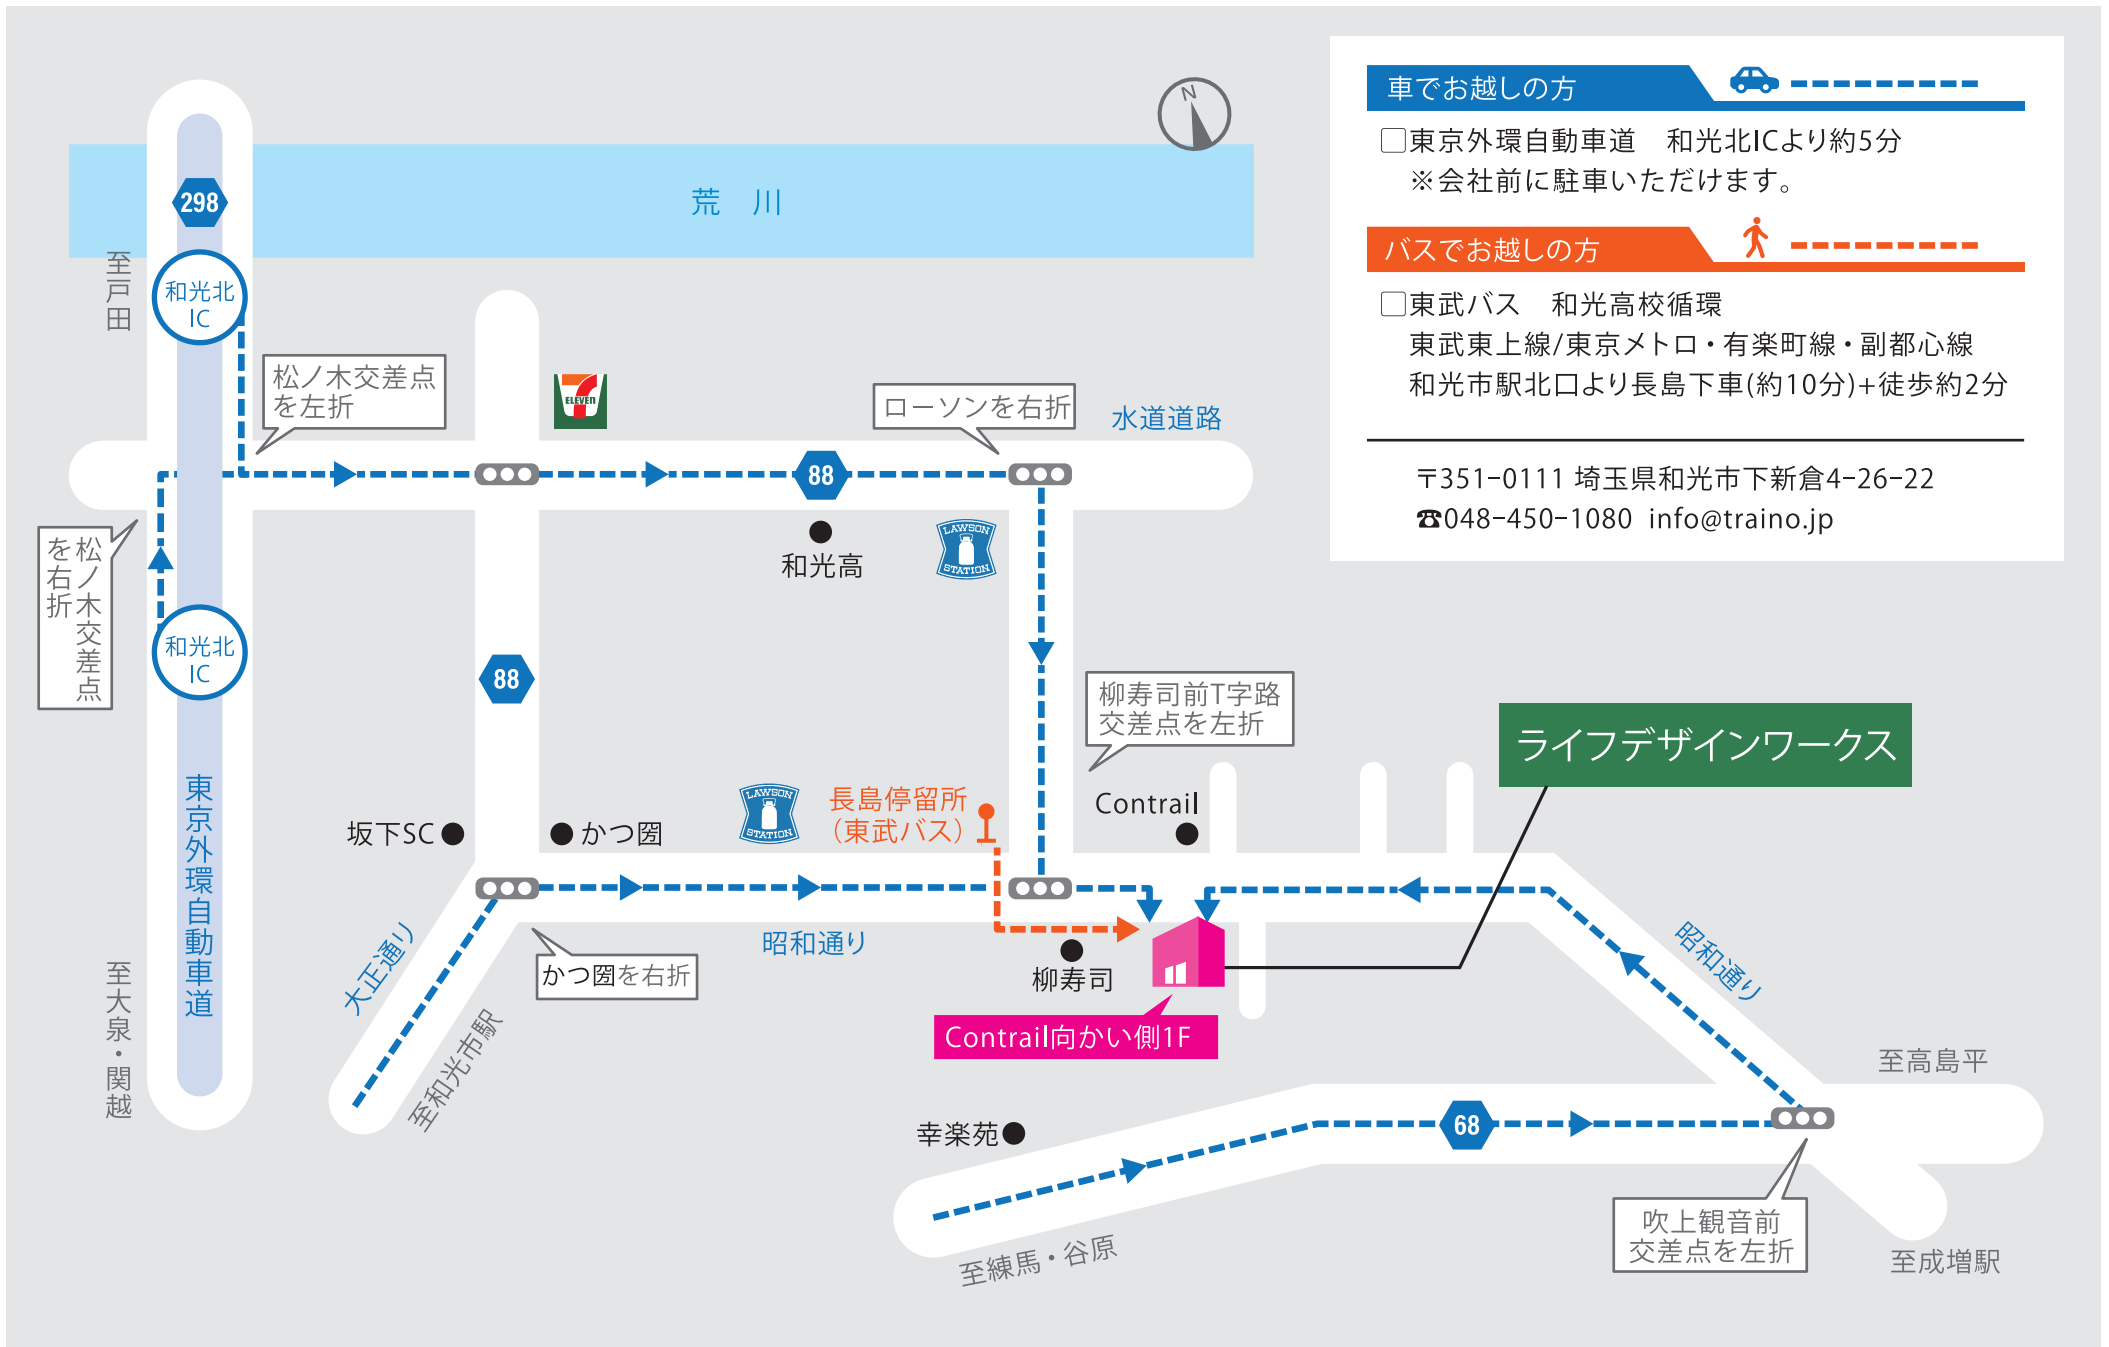 N
車でお越しの方
□東京外環自動車道　和光北ICより約5分
※会社前に駐車いただけます。
バスでお越しの方
□東武バス　和光高校循環
東武東上線/東京メトロ・有楽町線・副都心線
和光市駅北口より長島下車(約10分)+徒歩約2分
〒351-0111 埼玉県和光市下新倉4-26-22
☎048-450-1080 info@traino.jp
荒　川
298
至戸田
和光北
IC
松ノ木交差点
を左折
7
ELEVEn
ローソンを右折
水道道路
88
和光高
LAWSON
STATION
松ノ木交差点
を右折
和光北
IC
88
柳寿司前T字路
交差点を左折
ライフデザインワークス
東京外環自動車道
坂下SC
かつ圀
LAWSON
STATION
長島停留所
（東武バス）
Contrail
大正通り
かつ圀を右折
昭和通り
柳寿司
昭和通り
至大泉・関越
至和光市駅
Contrail向かい側1F
至高島平
幸楽苑
68
吹上観音前
交差点を左折
至練馬・谷原
至成増駅